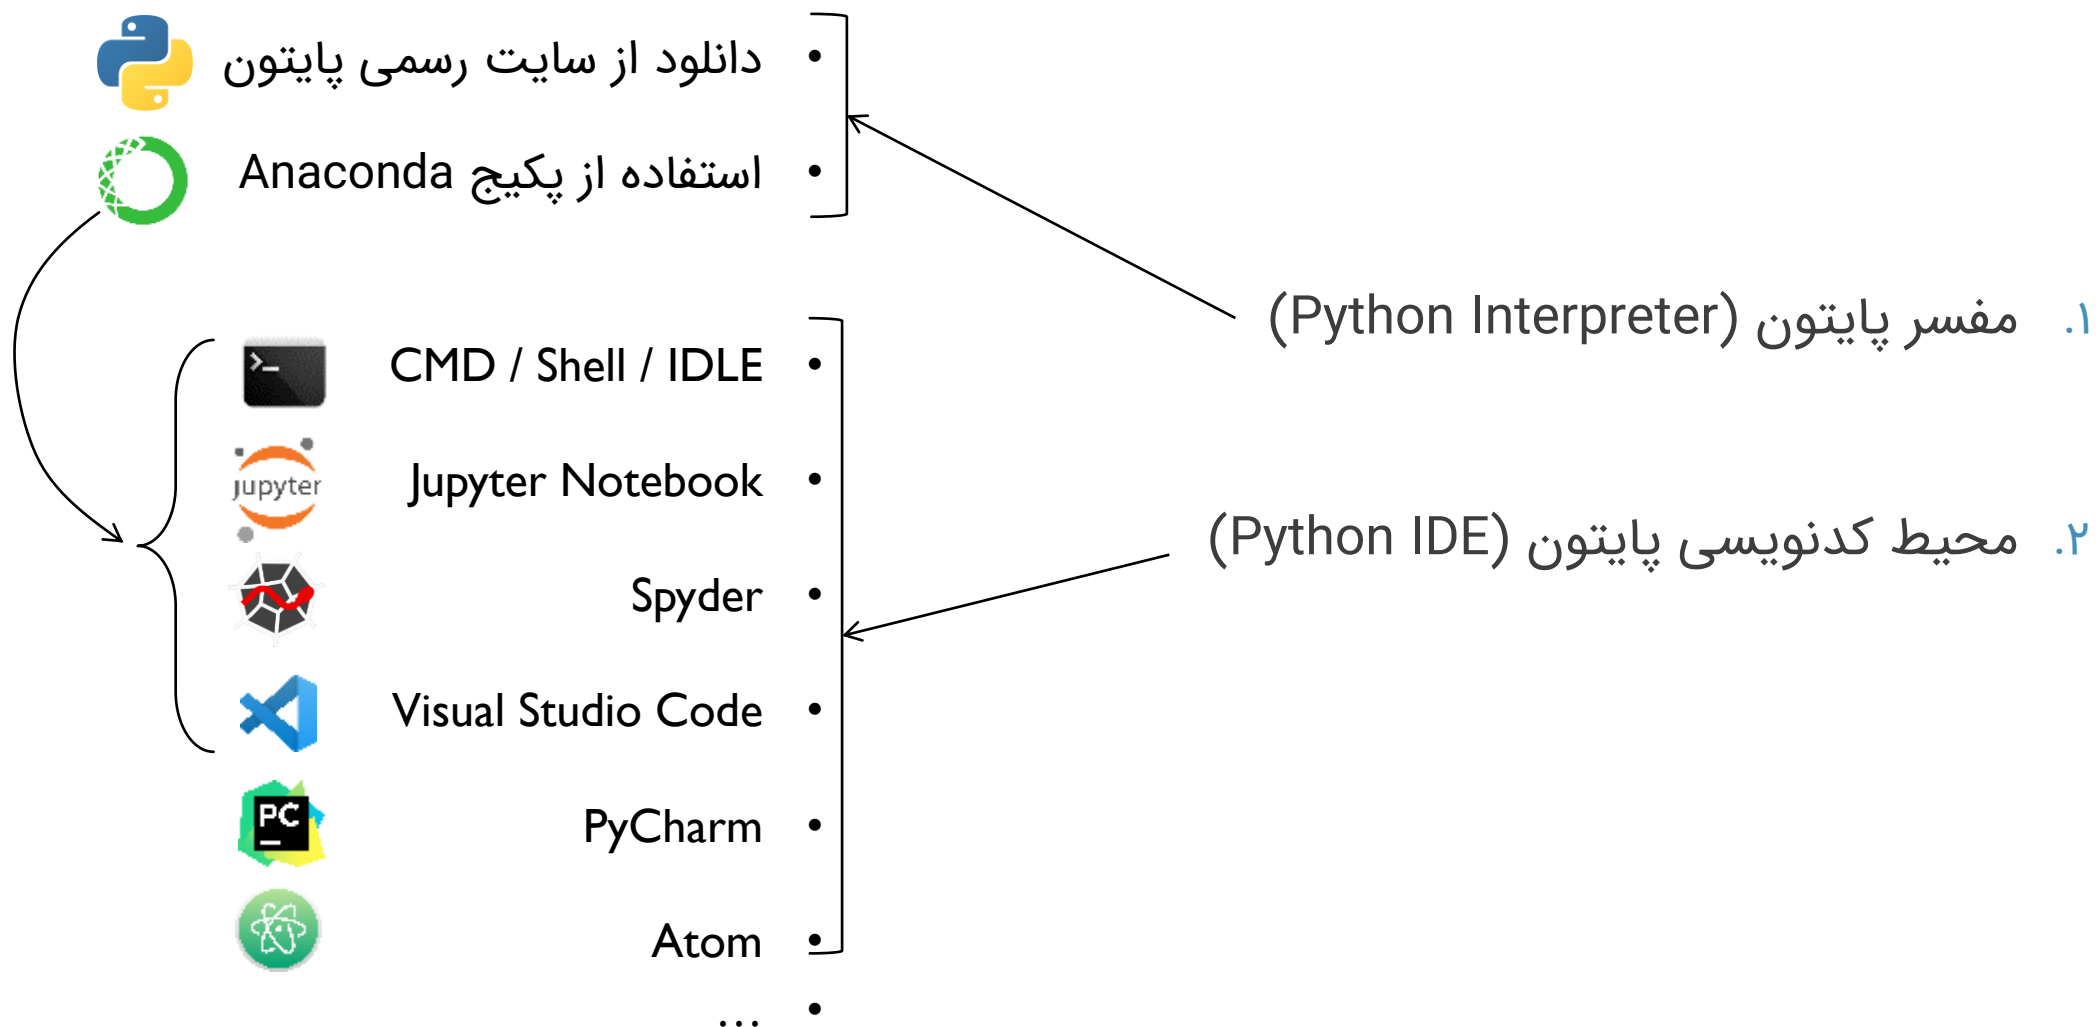 ۱. مفسر پایتون (Python Interpreter)
• دانلود از سایت رسمی پایتون
• استفاده از پکیج Anaconda
۲. محیط کدنویسی پایتون (Python IDE)
• CMD / Shell / IDLE
• Jupyter Notebook
jupyter
• Spyder
• Visual Studio Code
• PyCharm
PC
• Atom
• ...